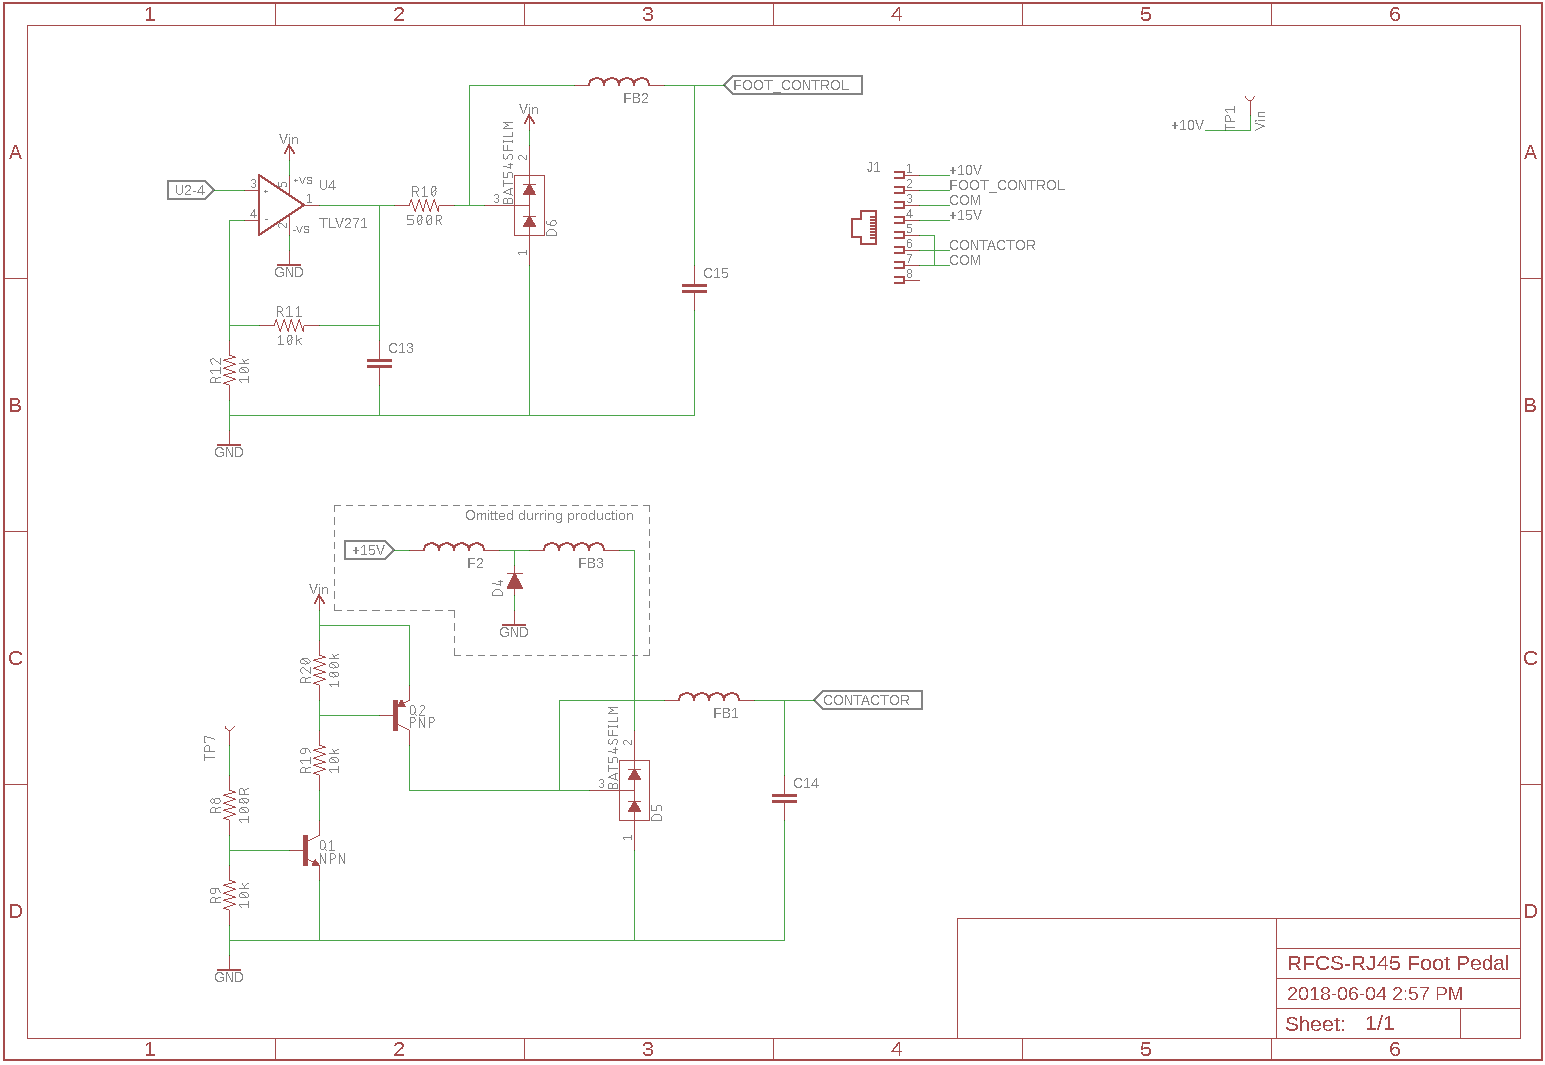 1 2 3 4 5 6
A
A
FOOT_CONTROL
FB2
Vin
BAT54SFILM
2
3
1
D6
TP1
Vin
+10V
Vin
U2-4
3
4
5
2
1
+VS
-VS
U4
TLV271
GND
R10
500R
J1
1 +10V
2 FOOT_CONTROL
3 COM
4 +15V
5
6 CONTACTOR
7 COM
8
C15
R11
10k
C13
R12
10k
GND
B
B
Omitted durring production
+15V
F2
FB3
D4
GND
Vin
C
C
R20
100k
Q2
PNP
CONTACTOR
FB1
BAT54SFILM
2
3
1
D5
TP7
R19
10k
C14
R8
100R
Q1
NPN
R9
10k
GND
D
D
RFCS-RJ45 Foot Pedal
2018-06-04 2:57 PM
Sheet: 1/1
1 2 3 4 5 6